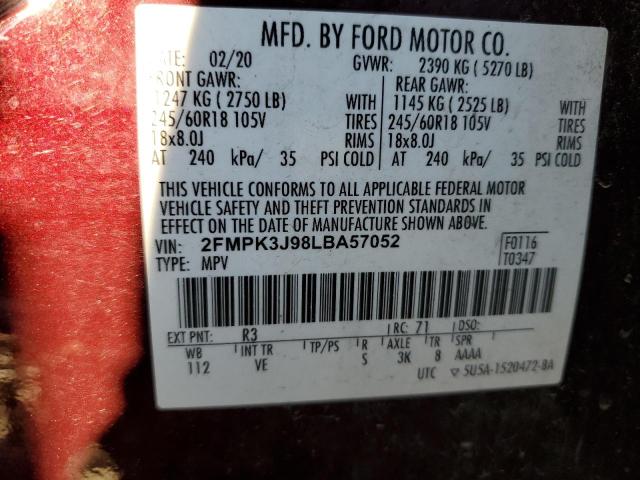 MFD. BY FORD MOTOR CO.
DATE: 02/20 GVWR: 2390 KG (5270 LB)
FRONT GAWR: REAR GAWR:
1247 KG (2750 LB) WITH 1145 KG (2525 LB) WITH
245/60R18 105V TIRES 245/60R18 105V TIRES
18x8.0J RIMS 18x8.0J RIMS
AT 240 kPa/ 35 PSI COLD AT 240 kPa/ 35 PSI COLD
THIS VEHICLE CONFORMS TO ALL APPLICABLE FEDERAL MOTOR
VEHICLE SAFETY AND THEFT PREVENTION STANDARDS IN
EFFECT ON THE DATE OF MANUFACTURE SHOWN ABOVE.
VIN: 2FMPK3J98LBA57052 F0116
TYPE: MPV T0347
EXT PNT: R3 RC: 71 DSO:
WB INT TR TP/PS R AXLE TR SPR
112 VE S 3K 8 AAAA
UTC ▽ 5U5A-1520472-BA